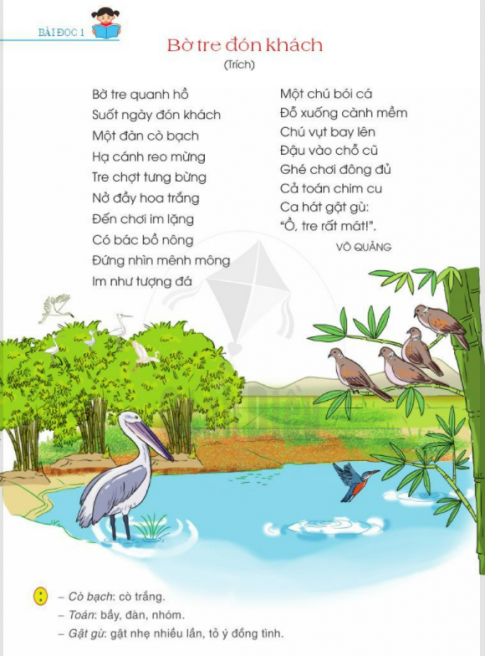 BÀI ĐỌC 1
Bờ tre đón khách
(Trích)
Bờ tre quanh hồ
Suốt ngày đón khách
Một đàn cò bạch
Hạ cánh reo mừng
Tre chợt tưng bừng
Nở đầy hoa trắng
Đến chơi im lặng
Có bác bồ nông
Đứng nhìn mênh mông
Im như tượng đá
Một chú bói cá
Đỗ xuống cành mềm
Chú vụt bay lên
Đậu vào chỗ cũ
Ghé chơi đông đủ
Cả toán chim cu
Ca hát gật gù:
"Ồ, tre rất mát!".
VÕ QUẢNG
– Cò bạch: cò trắng.
– Toán: bầy, đàn, nhóm.
– Gật gù: gật nhẹ nhiều lần, tỏ ý đồng tình.